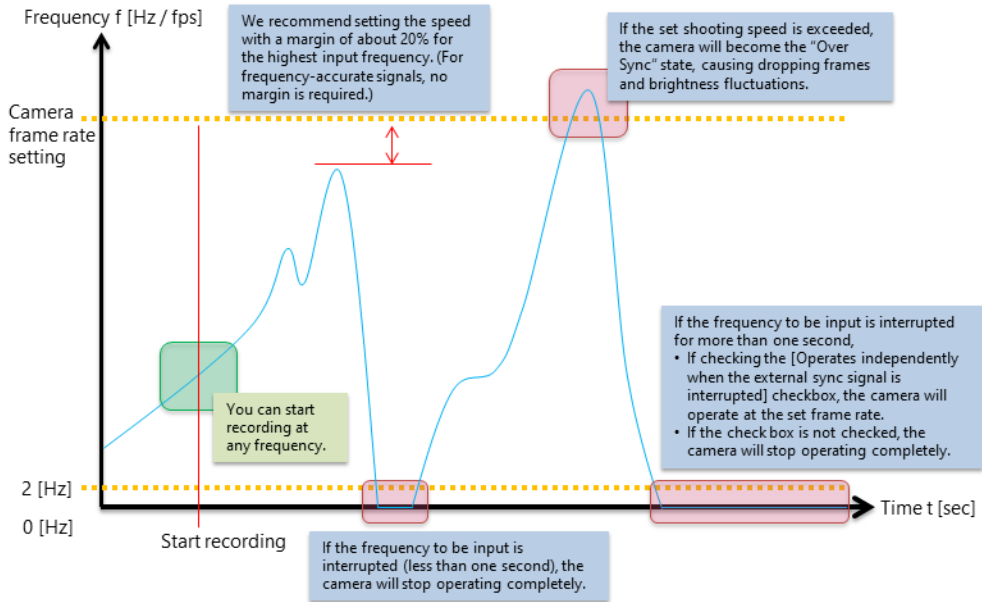 Frequency f [Hz / fps]
We recommend setting the speed
with a margin of about 20% for
the highest input frequency. (For
frequency-accurate signals, no
margin is required.)
If the set shooting speed is exceeded,
the camera will become the “Over
Sync” state, causing dropping frames
and brightness fluctuations.
Camera
frame rate
setting
If the frequency to be input is interrupted
for more than one second,
• If checking the [Operates independently
when the external sync signal is
interrupted] checkbox, the camera will
operate at the set frame rate.
• If the check box is not checked, the
camera will stop operating completely.
You can start
recording at
any frequency.
2 [Hz]
0 [Hz]
Time t [sec]
Start recording
If the frequency to be input is
interrupted (less than one second), the
camera will stop operating completely.